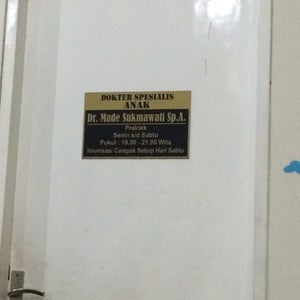 DOKTER SPESIALIS
ANAK
Dr. Made Sukmawati Sp.A.
Praktek
Senin s/d Sabtu
Pukul : 18.00 - 21.00 Wita
Imunisasi Campak Setiap Hari Sabtu